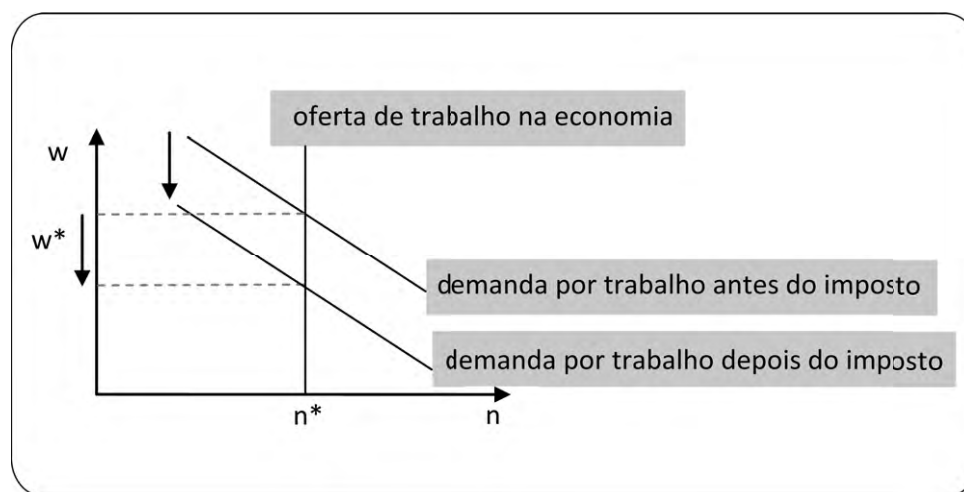 oferta de trabalho na economia
w
w*
demanda por trabalho antes do imposto
demanda por trabalho depois do imposto
n*
n